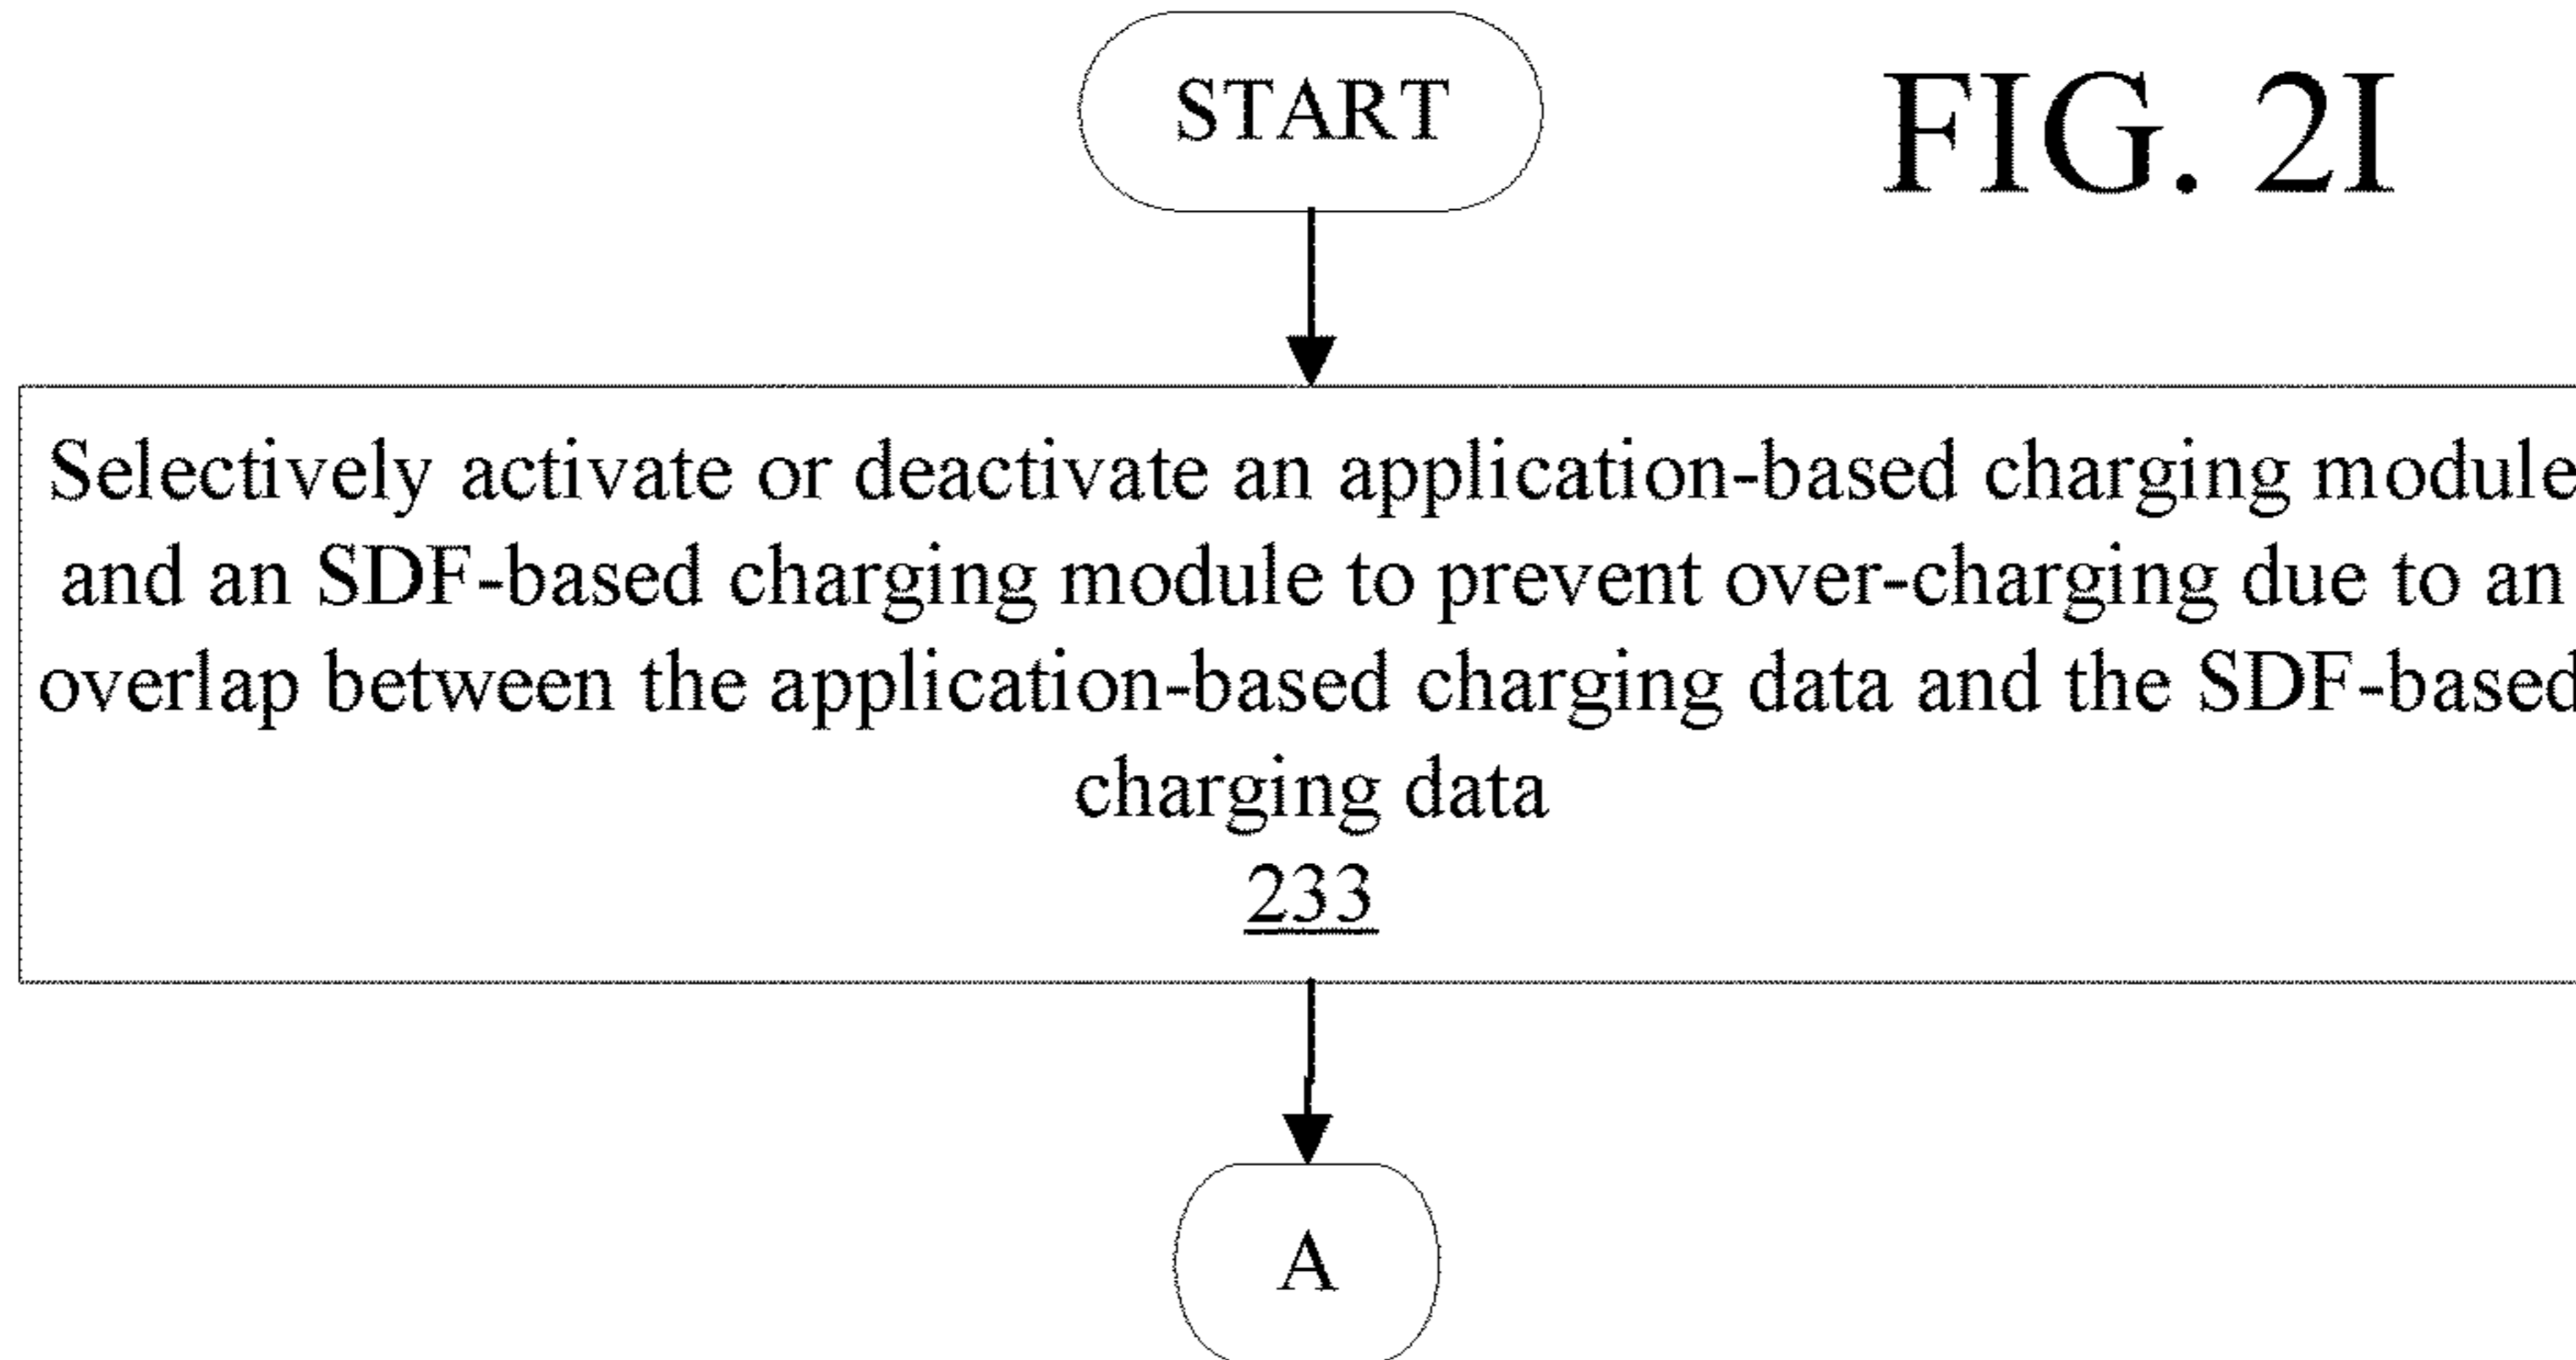 START
FIG. 2I
Selectively activate or deactivate an application-based charging module
and an SDF-based charging module to prevent over-charging due to an
overlap between the application-based charging data and the SDF-based
charging data
233
A